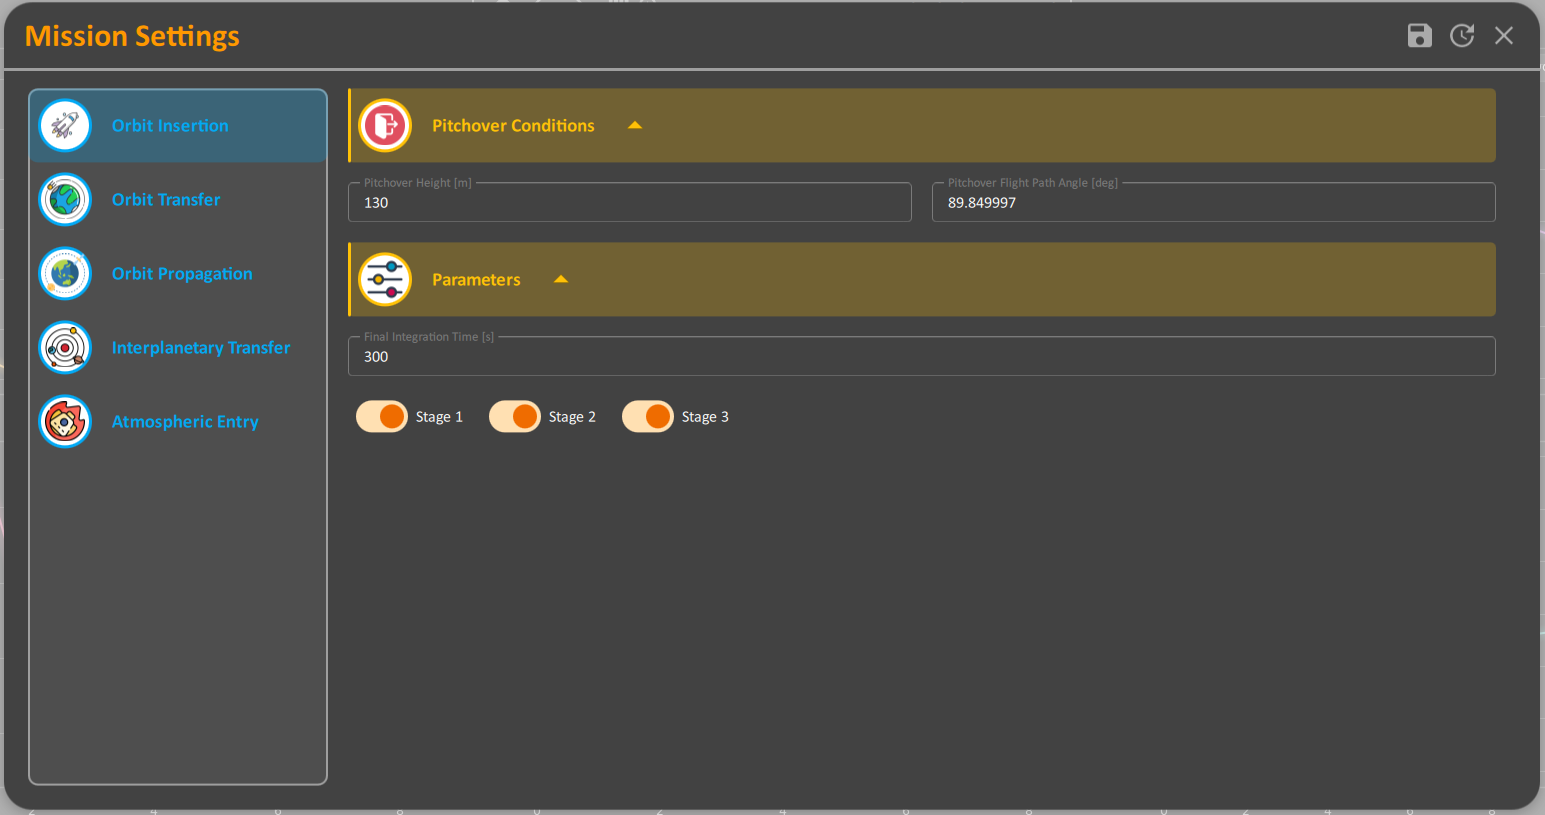 Mission Settings
Orbit Insertion
Orbit Transfer
Orbit Propagation
Interplanetary Transfer
Atmospheric Entry
Pitchover Conditions
Pitchover Height [m]
130
Pitchover Flight Path Angle [deg]
89.849997
Parameters
Final Integration Time [s]
300
Stage 1
Stage 2
Stage 3